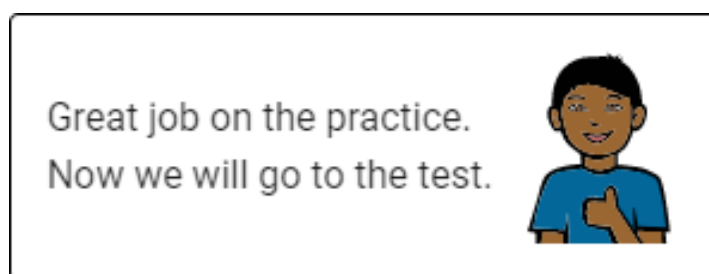 Great job on the practice.
Now we will go to the test.